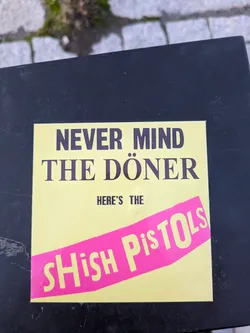 NEVER MIND
THE DÖNER
HERE'S THE
SHiSH PiSTOLS